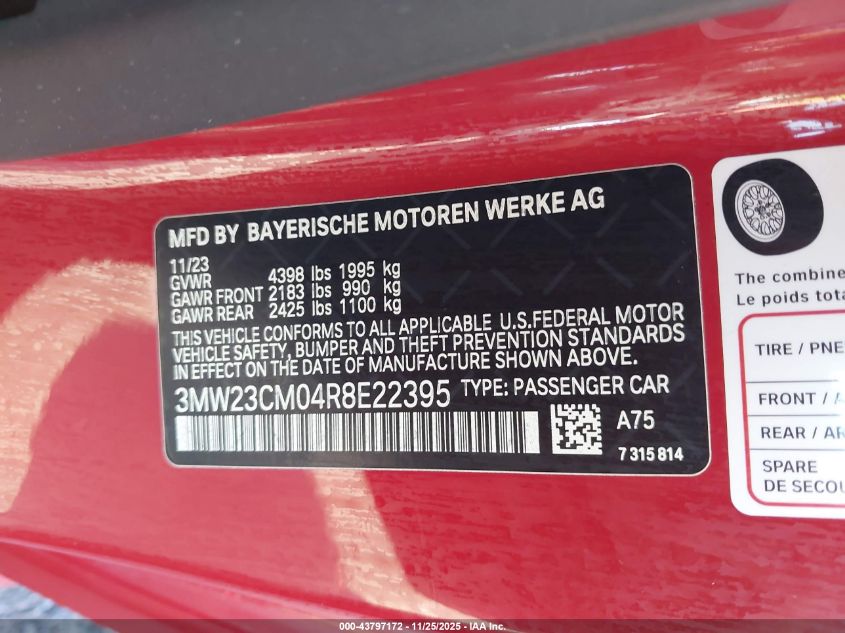 MFD BY BAYERISCHE MOTOREN WERKE AG
11/23
GVWR 4398 lbs 1995 kg
GAWR FRONT 2183 lbs 990 kg
GAWR REAR 2425 lbs 1100 kg
THIS VEHICLE CONFORMS TO ALL APPLICABLE U.S.FEDERAL MOTOR
VEHICLE SAFETY, BUMPER AND THEFT PREVENTION STANDARDS
IN EFFECT ON THE DATE OF MANUFACTURE SHOWN ABOVE.
3MW23CM04R8E22395 TYPE: PASSENGER CAR
A75
7 315 814
The combine
Le poids tota
TIRE / PNE
FRONT / A
REAR / AR
SPARE
DE SECOU
000-43797172 - 11/25/2025 - IAA Inc.